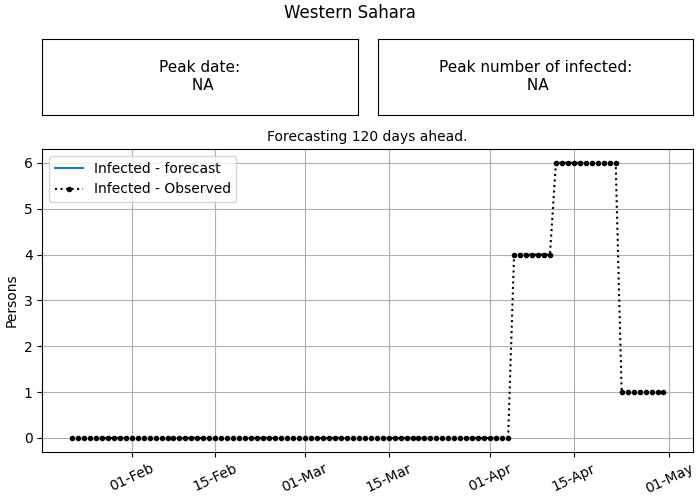 Western Sahara
Peak date:
NA
Peak number of infected:
NA
Forecasting 120 days ahead.
Infected - forecast
Infected - Observed
Persons
6
5
4
3
2
1
0
01-Feb
15-Feb
01-Mar
15-Mar
01-Apr
15-Apr
01-May